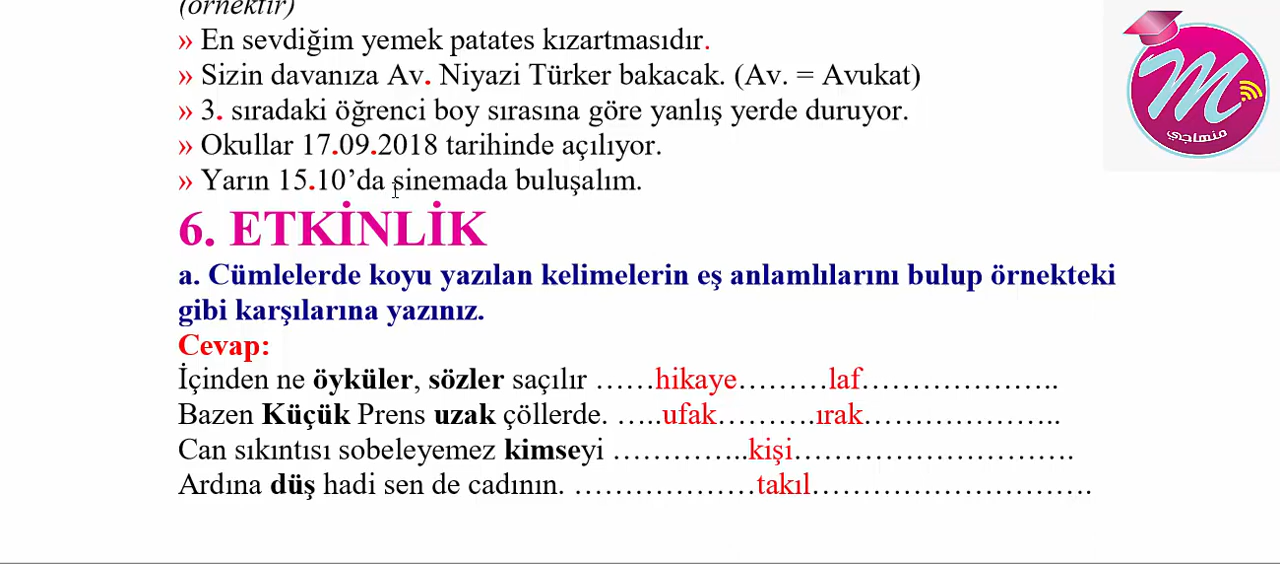 (örnektir)
» En sevdiğim yemek patates kızartmasıdır.
» Sizin davanıza Av. Niyazi Türker bakacak. (Av. = Avukat)
» 3. sıradaki öğrenci boy sırasına göre yanlış yerde duruyor.
» Okullar 17.09.2018 tarihinde açılıyor.
» Yarın 15.10’da sinemada buluşalım.
6. ETKİNLİK
a. Cümlelerde koyu yazılan kelimelerin eş anlamlılarını bulup örnekteki
gibi karşılarına yazınız.
Cevap:
İçinden ne öyküler, sözler saçılır ……hikaye………laf………………..
Bazen Küçük Prens uzak çöllerde. …..ufak……….ırak………………..
Can sıkıntısı sobeleyemez kimseyi …………..kişi……………………….
Ardına düş hadi sen de cadının. ………………takıl……………………….
M
منهاجي